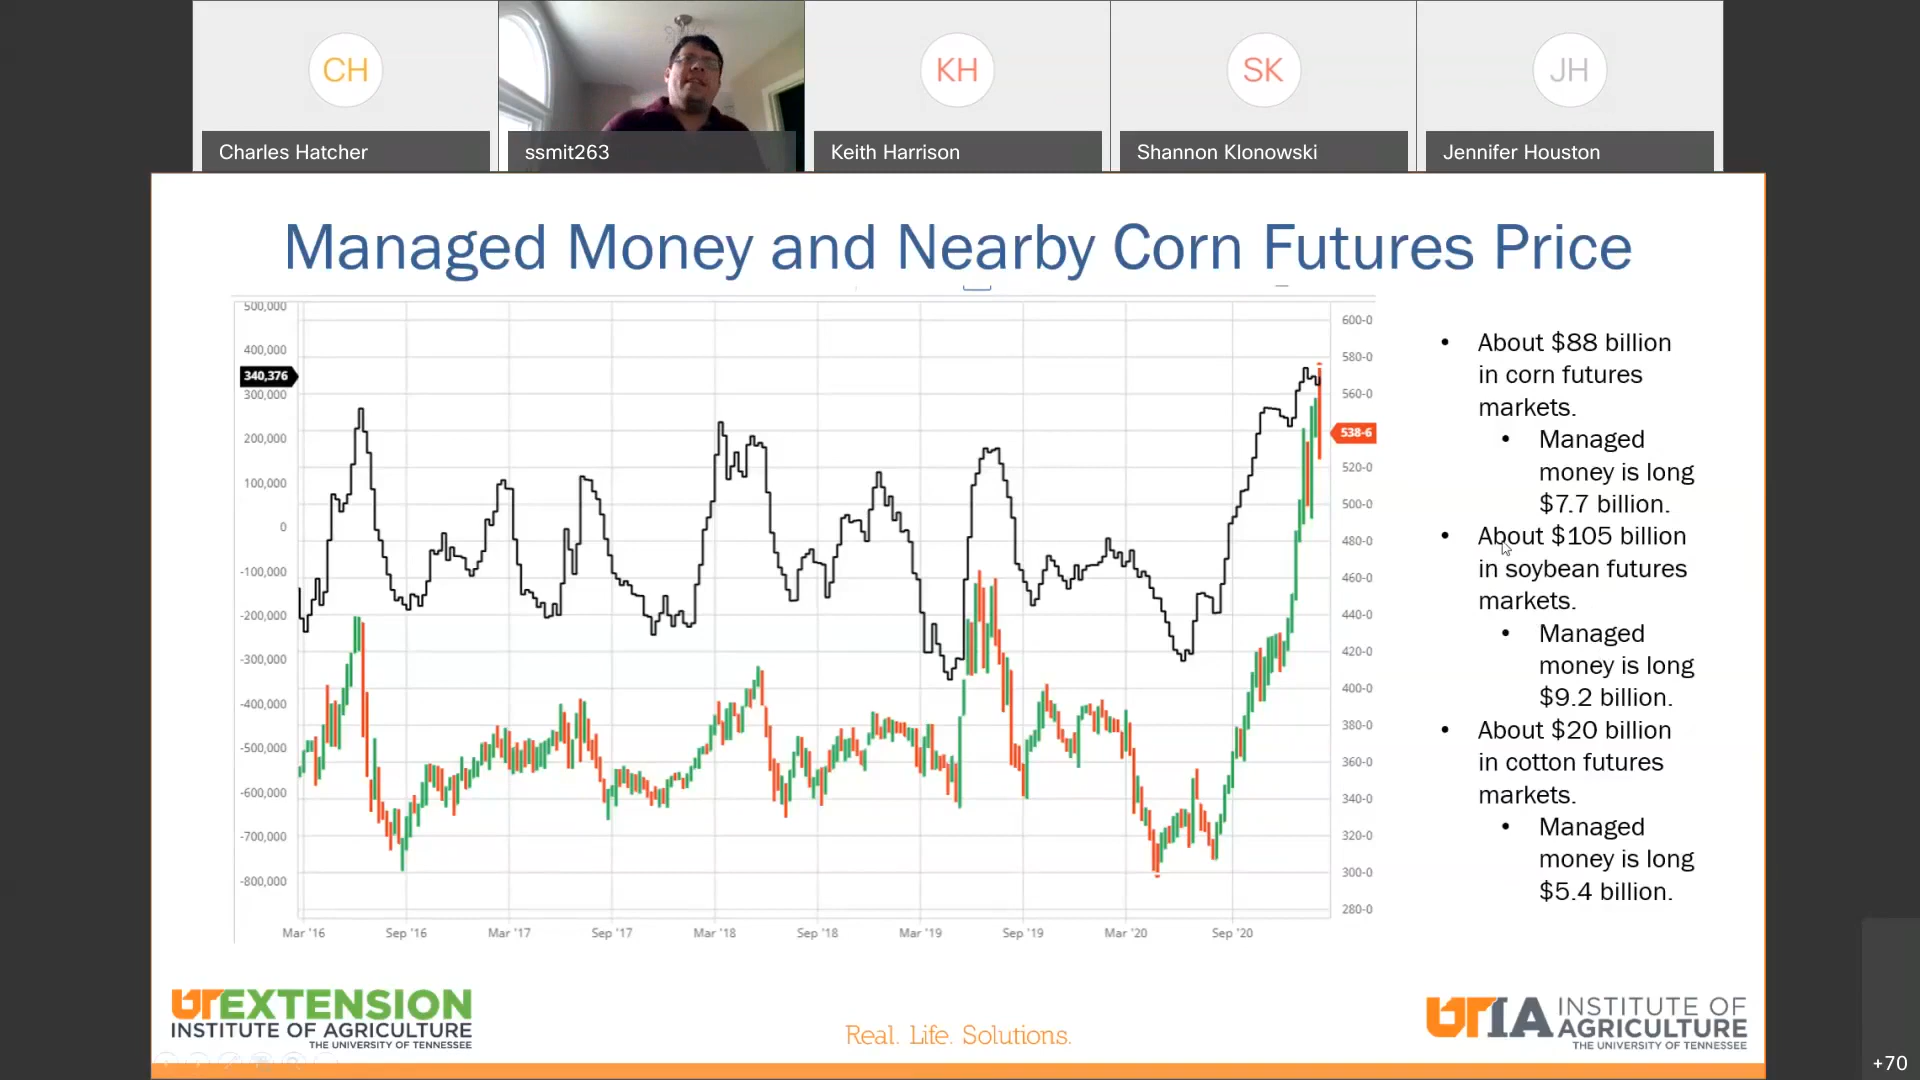 CH
KH
SK
JH
Charles Hatcher
ssmit263
Keith Harrison
Shannon Klonowski
Jennifer Houston
Managed Money and Nearby Corn Futures Price
500,000
400,000
340,376
300,000
200,000
100,000
0
-100,000
-200,000
-300,000
-400,000
-500,000
-600,000
-700,000
-800,000
600-0
580-0
560-0
538-6
520-0
500-0
480-0
460-0
440-0
420-0
400-0
380-0
360-0
340-0
320-0
300-0
280-0
Mar '16
Sep '16
Mar '17
Sep '17
Mar '18
Sep '18
Mar '19
Sep '19
Mar '20
Sep '20
• About $88 billion
in corn futures
markets.
• Managed
money is long
$7.7 billion.
• About $105 billion
in soybean futures
markets.
• Managed
money is long
$9.2 billion.
• About $20 billion
in cotton futures
markets.
• Managed
money is long
$5.4 billion.
UT EXTENSION
INSTITUTE OF AGRICULTURE
THE UNIVERSITY OF TENNESSEE
Real. Life. Solutions.
UTIA INSTITUTE OF
AGRICULTURE
THE UNIVERSITY OF TENNESSEE
+70